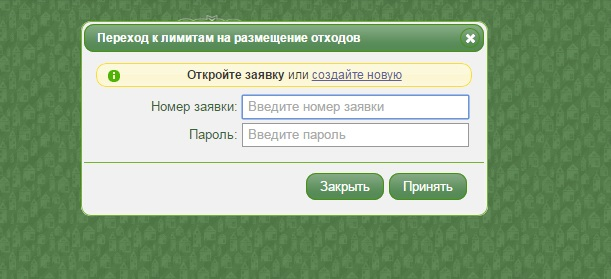 Переход к лимитам на размещение отходов
Откройте заявку или создайте новую
Номер заявки: Введите номер заявки
Пароль: Введите пароль
Закрыть Принять